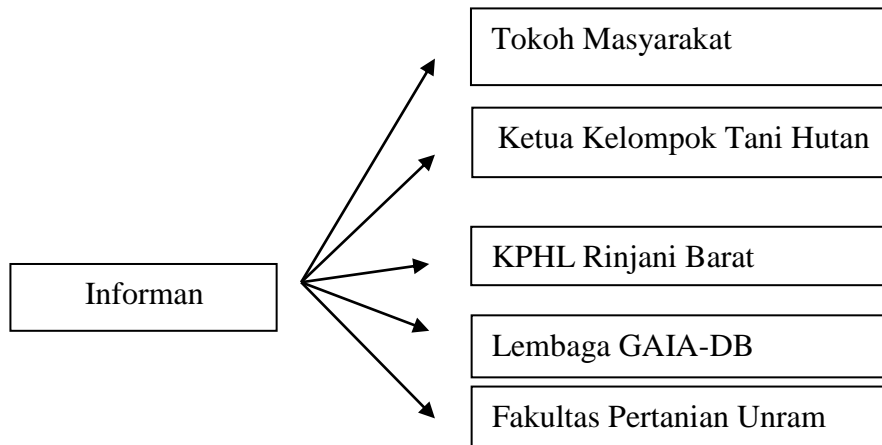 Tokoh Masyarakat
Ketua Kelompok Tani Hutan
KPHL Rinjani Barat
Informan
Lembaga GAIA-DB
Fakultas Pertanian Unram